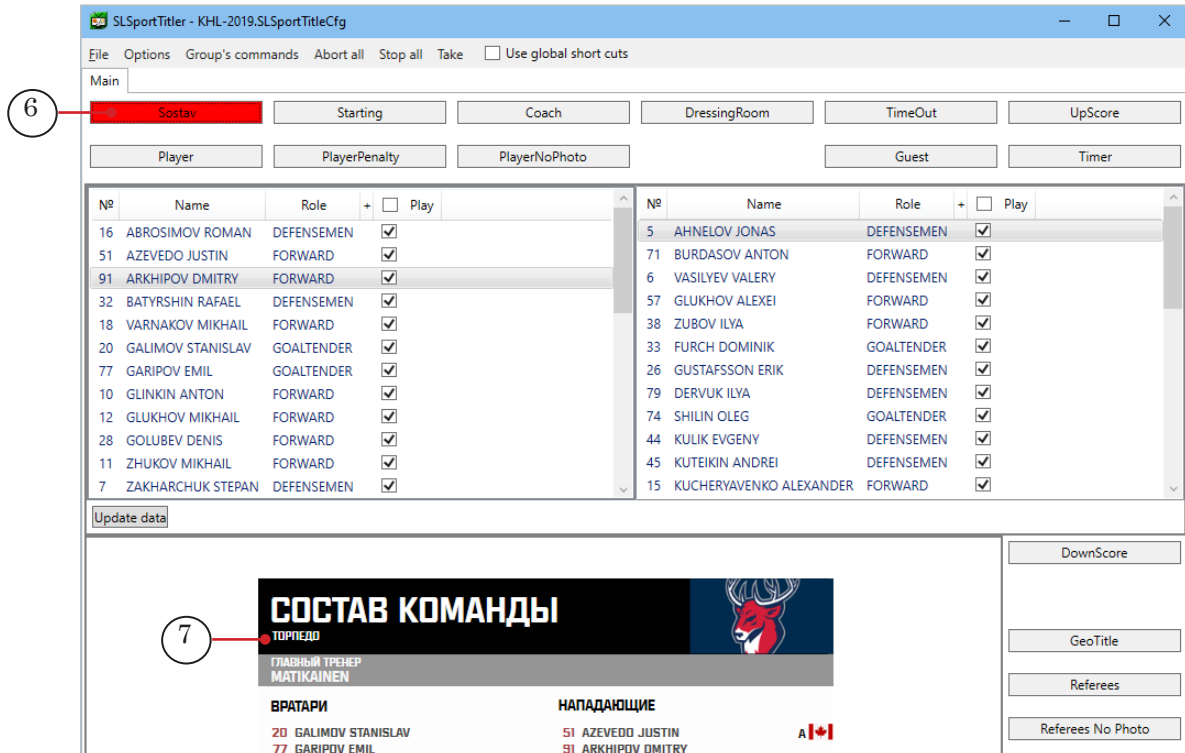 SLSportTitler - KHL-2019.SLSportTitleCfg
File Options Group's commands Abort all Stop all Take Use global short cuts
Main
6
Sostav Starting Coach DressingRoom TimeOut UpScore
Player PlayerPenalty PlayerNoPhoto Guest Timer
Nº Name Role + Play
16 ABROSIMOV ROMAN DEFENSEMEN
51 AZEVEDO JUSTIN FORWARD
91 ARKHIPOV DMITRY FORWARD
32 BATYRSHIN RAFAEL DEFENSEMEN
18 VARNAKOV MIKHAIL FORWARD
20 GALIMOV STANISLAV GOALTENDER
77 GARIPOV EMIL GOALTENDER
10 GLINKIN ANTON FORWARD
12 GLUKHOV MIKHAIL FORWARD
28 GOLUBEV DENIS FORWARD
11 ZHUKOV MIKHAIL FORWARD
7 ZAKHARCHUK STEPAN DEFENSEMEN
Nº Name Role + Play
5 AHNELOV JONAS DEFENSEMEN
71 BURDASOV ANTON FORWARD
6 VASILYEV VALERY DEFENSEMEN
57 GLUKHOV ALEXEI FORWARD
38 ZUBOV ILYA FORWARD
33 FURCH DOMINIK GOALTENDER
26 GUSTAFSSON ERIK DEFENSEMEN
79 DERVUK ILYA DEFENSEMEN
74 SHILIN OLEG GOALTENDER
44 KULIK EVGENY DEFENSEMEN
45 KUTEIKIN ANDREI DEFENSEMEN
15 KUCHERYAVENKO ALEXANDER FORWARD
Update data
7
СОСТАВ КОМАНДЫ
ТОРПЕДО
ГЛАВНЫЙ ТРЕНЕР
MATIKAINEN
ВРАТАРИ
20 GALIMOV STANISLAV
77 GARIPOV EMIL
НАПАДАЮЩИЕ
51 AZEVEDO JUSTIN A
91 ARKHIPOV DMITRY
DownScore
GeoTitle
Referees
Referees No Photo